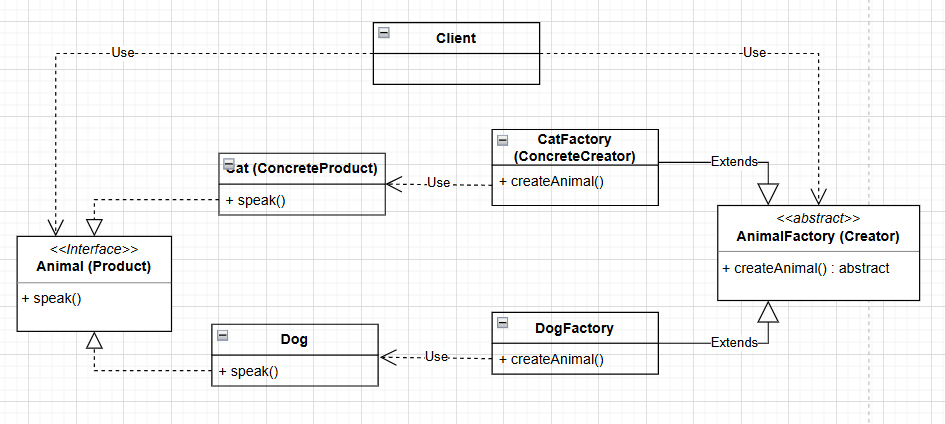 Client
Use
Use
CatFactory
(ConcreteCreator)
+ createAnimal()
Extends
Cat (ConcreteProduct)
+ speak()
Use
<<abstract>>
AnimalFactory (Creator)
+ createAnimal() : abstract
<<Interface>>
Animal (Product)
+ speak()
Dog
+ speak()
Use
DogFactory
+ createAnimal()
Extends